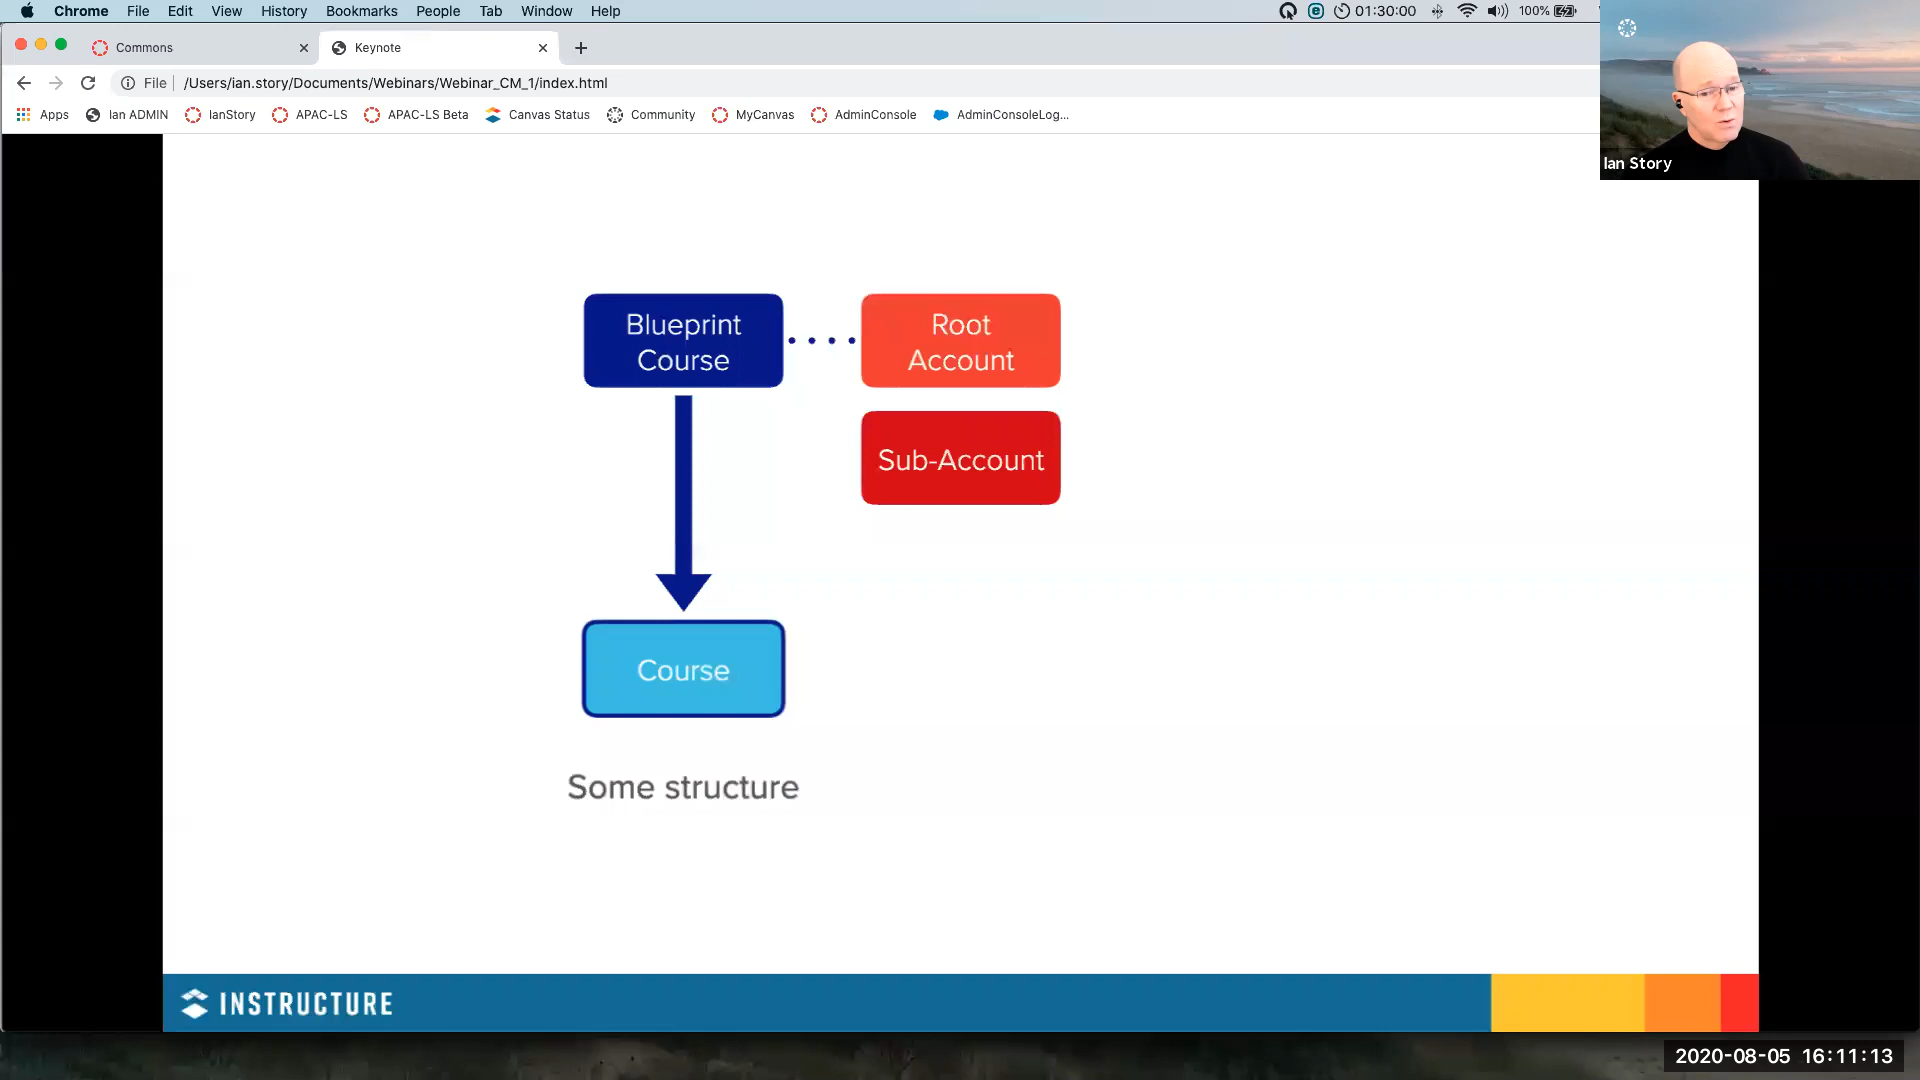 Chrome File Edit View History Bookmarks People Tab Window Help 01:30:00 100%
Commons Keynote
File /Users/ian.story/Documents/Webinars/Webinar_CM_1/index.html
Apps Ian ADMIN IanStory APAC-LS APAC-LS Beta Canvas Status Community MyCanvas AdminConsole AdminConsoleLog...
Ian Story
Blueprint
Course
Root
Account
Sub-Account
Course
Some structure
INSTRUCTURE
2020-08-05 16:11:13